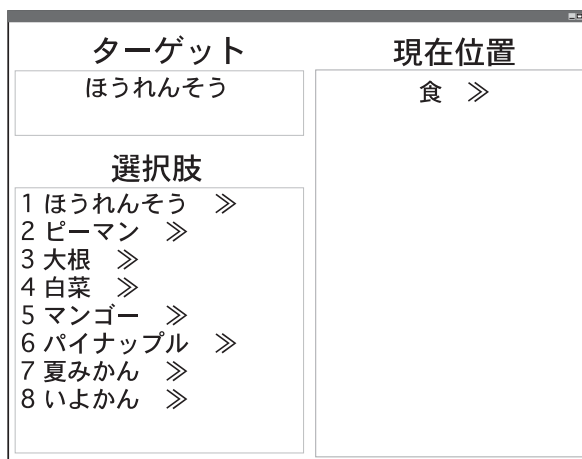 ターゲット
ほうれんそう
選択肢
1 ほうれんそう ≫
2 ピーマン ≫
3 大根 ≫
4 白菜 ≫
5 マンゴー ≫
6 パイナップル ≫
7 夏みかん ≫
8 いよかん ≫
現在位置
食 ≫